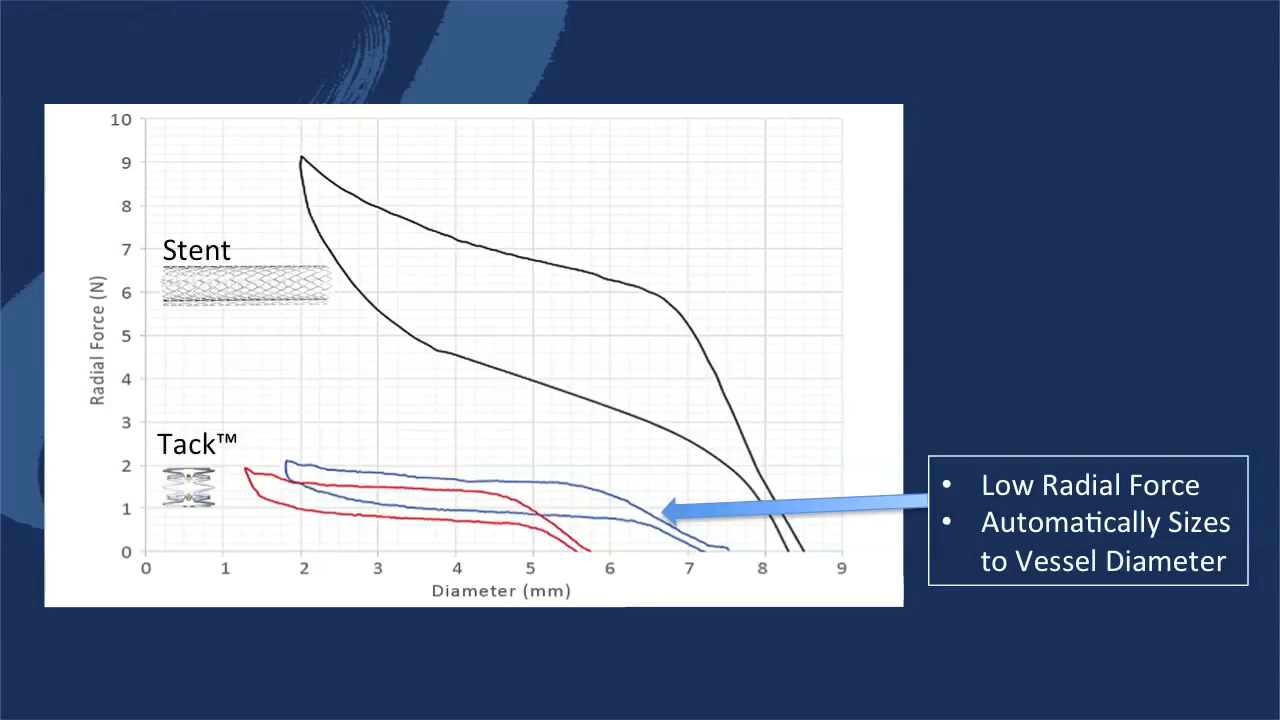 10
9
8
7
6
5
4
3
2
1
0
Radial Force (N)
Stent
Tack™
0 1 2 3 4 5 6 7 8 9
Diameter (mm)
• Low Radial Force
• Automatically Sizes
to Vessel Diameter